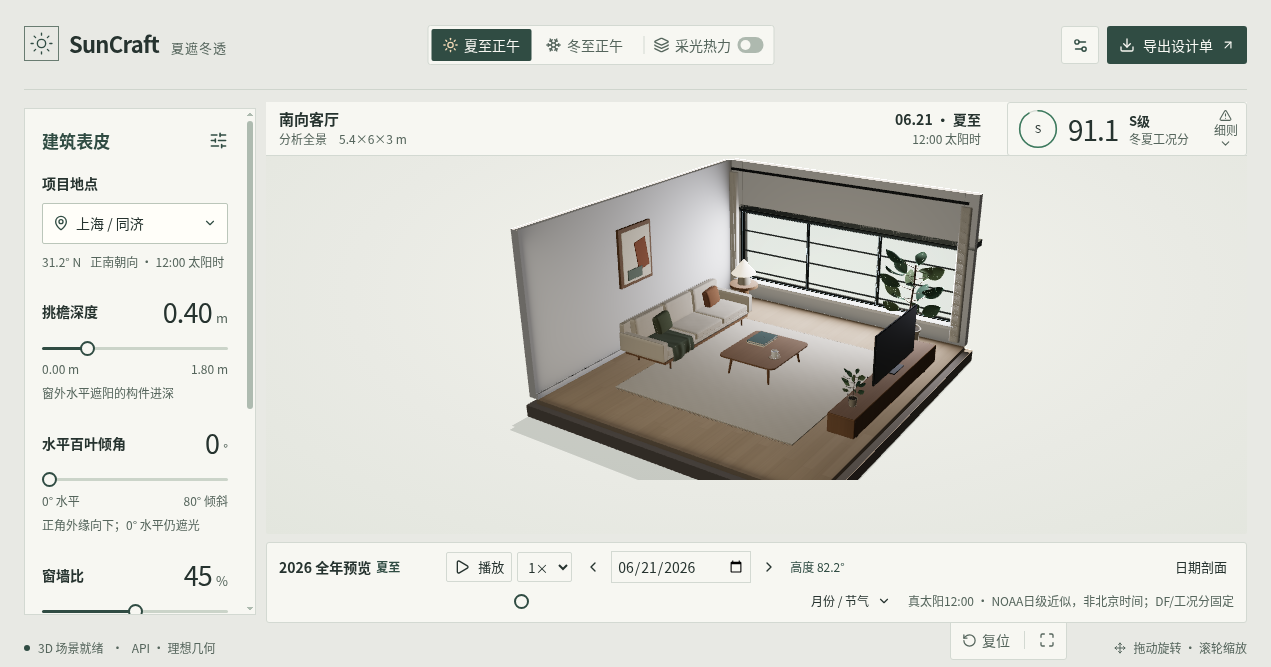 SunCraft 夏遮冬透
夏至正午 冬至正午 采光热力
导出设计单
建筑表皮
项目地点
上海 / 同济
31.2° N 正南朝向 · 12:00 太阳时
挑檐深度 0.40 m
0.00 m 1.80 m
窗外水平遮阳的构件进深
水平百叶倾角 0 °
0° 水平 80° 倾斜
正角外缘向下；0° 水平仍遮光
窗墙比 45 %
南向客厅
分析全景 5.4×6×3 m
06.21 · 夏至
12:00 太阳时
S 91.1 S级
冬夏工况分
细则
2026 全年预览 夏至 播放 1× 06/21/2026 高度 82.2° 日期剖面
月份 / 节气 真太阳12:00 · NOAA日级近似，非北京时间；DF/工况分固定
复位
3D 场景就绪 · API · 理想几何
拖动旋转 · 滚轮缩放